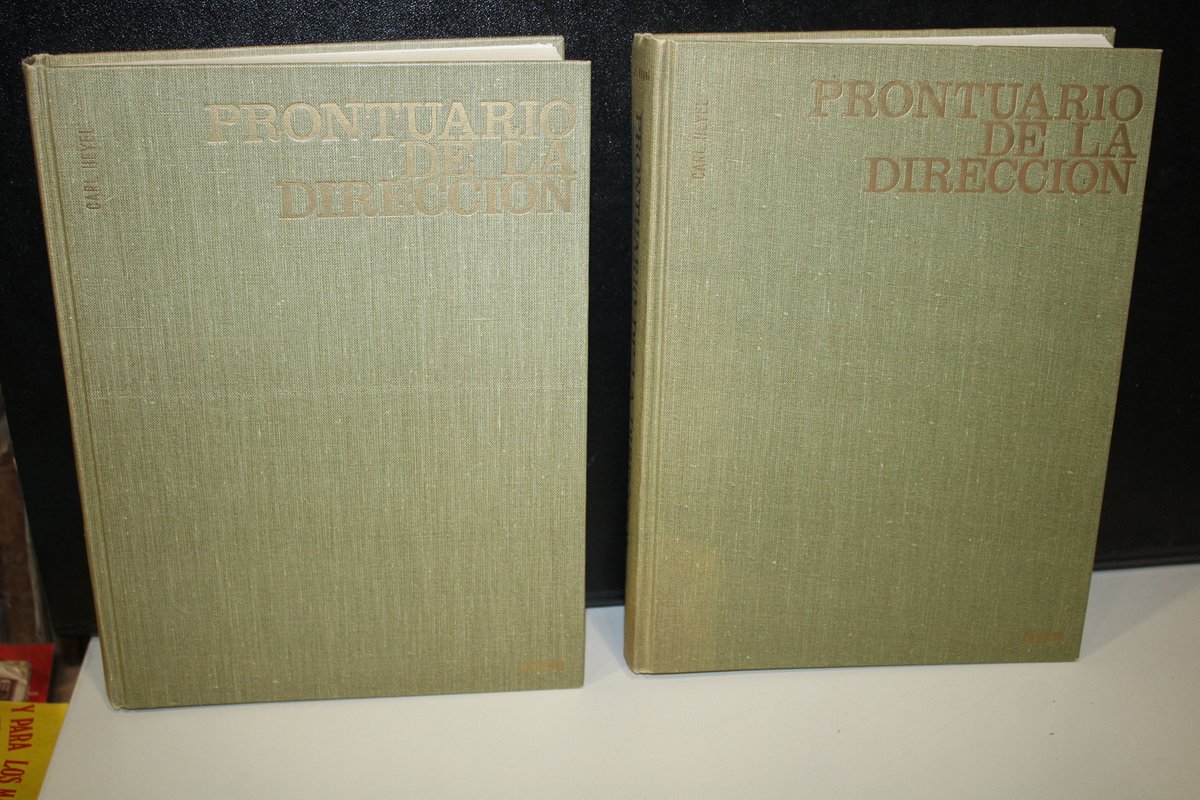 CARL HEYEL
PRONTUARIO
DE LA
DIRECCION
CARL HEYEL
PRONTUARIO
DE LA
DIRECCION
Y PARA LOS M